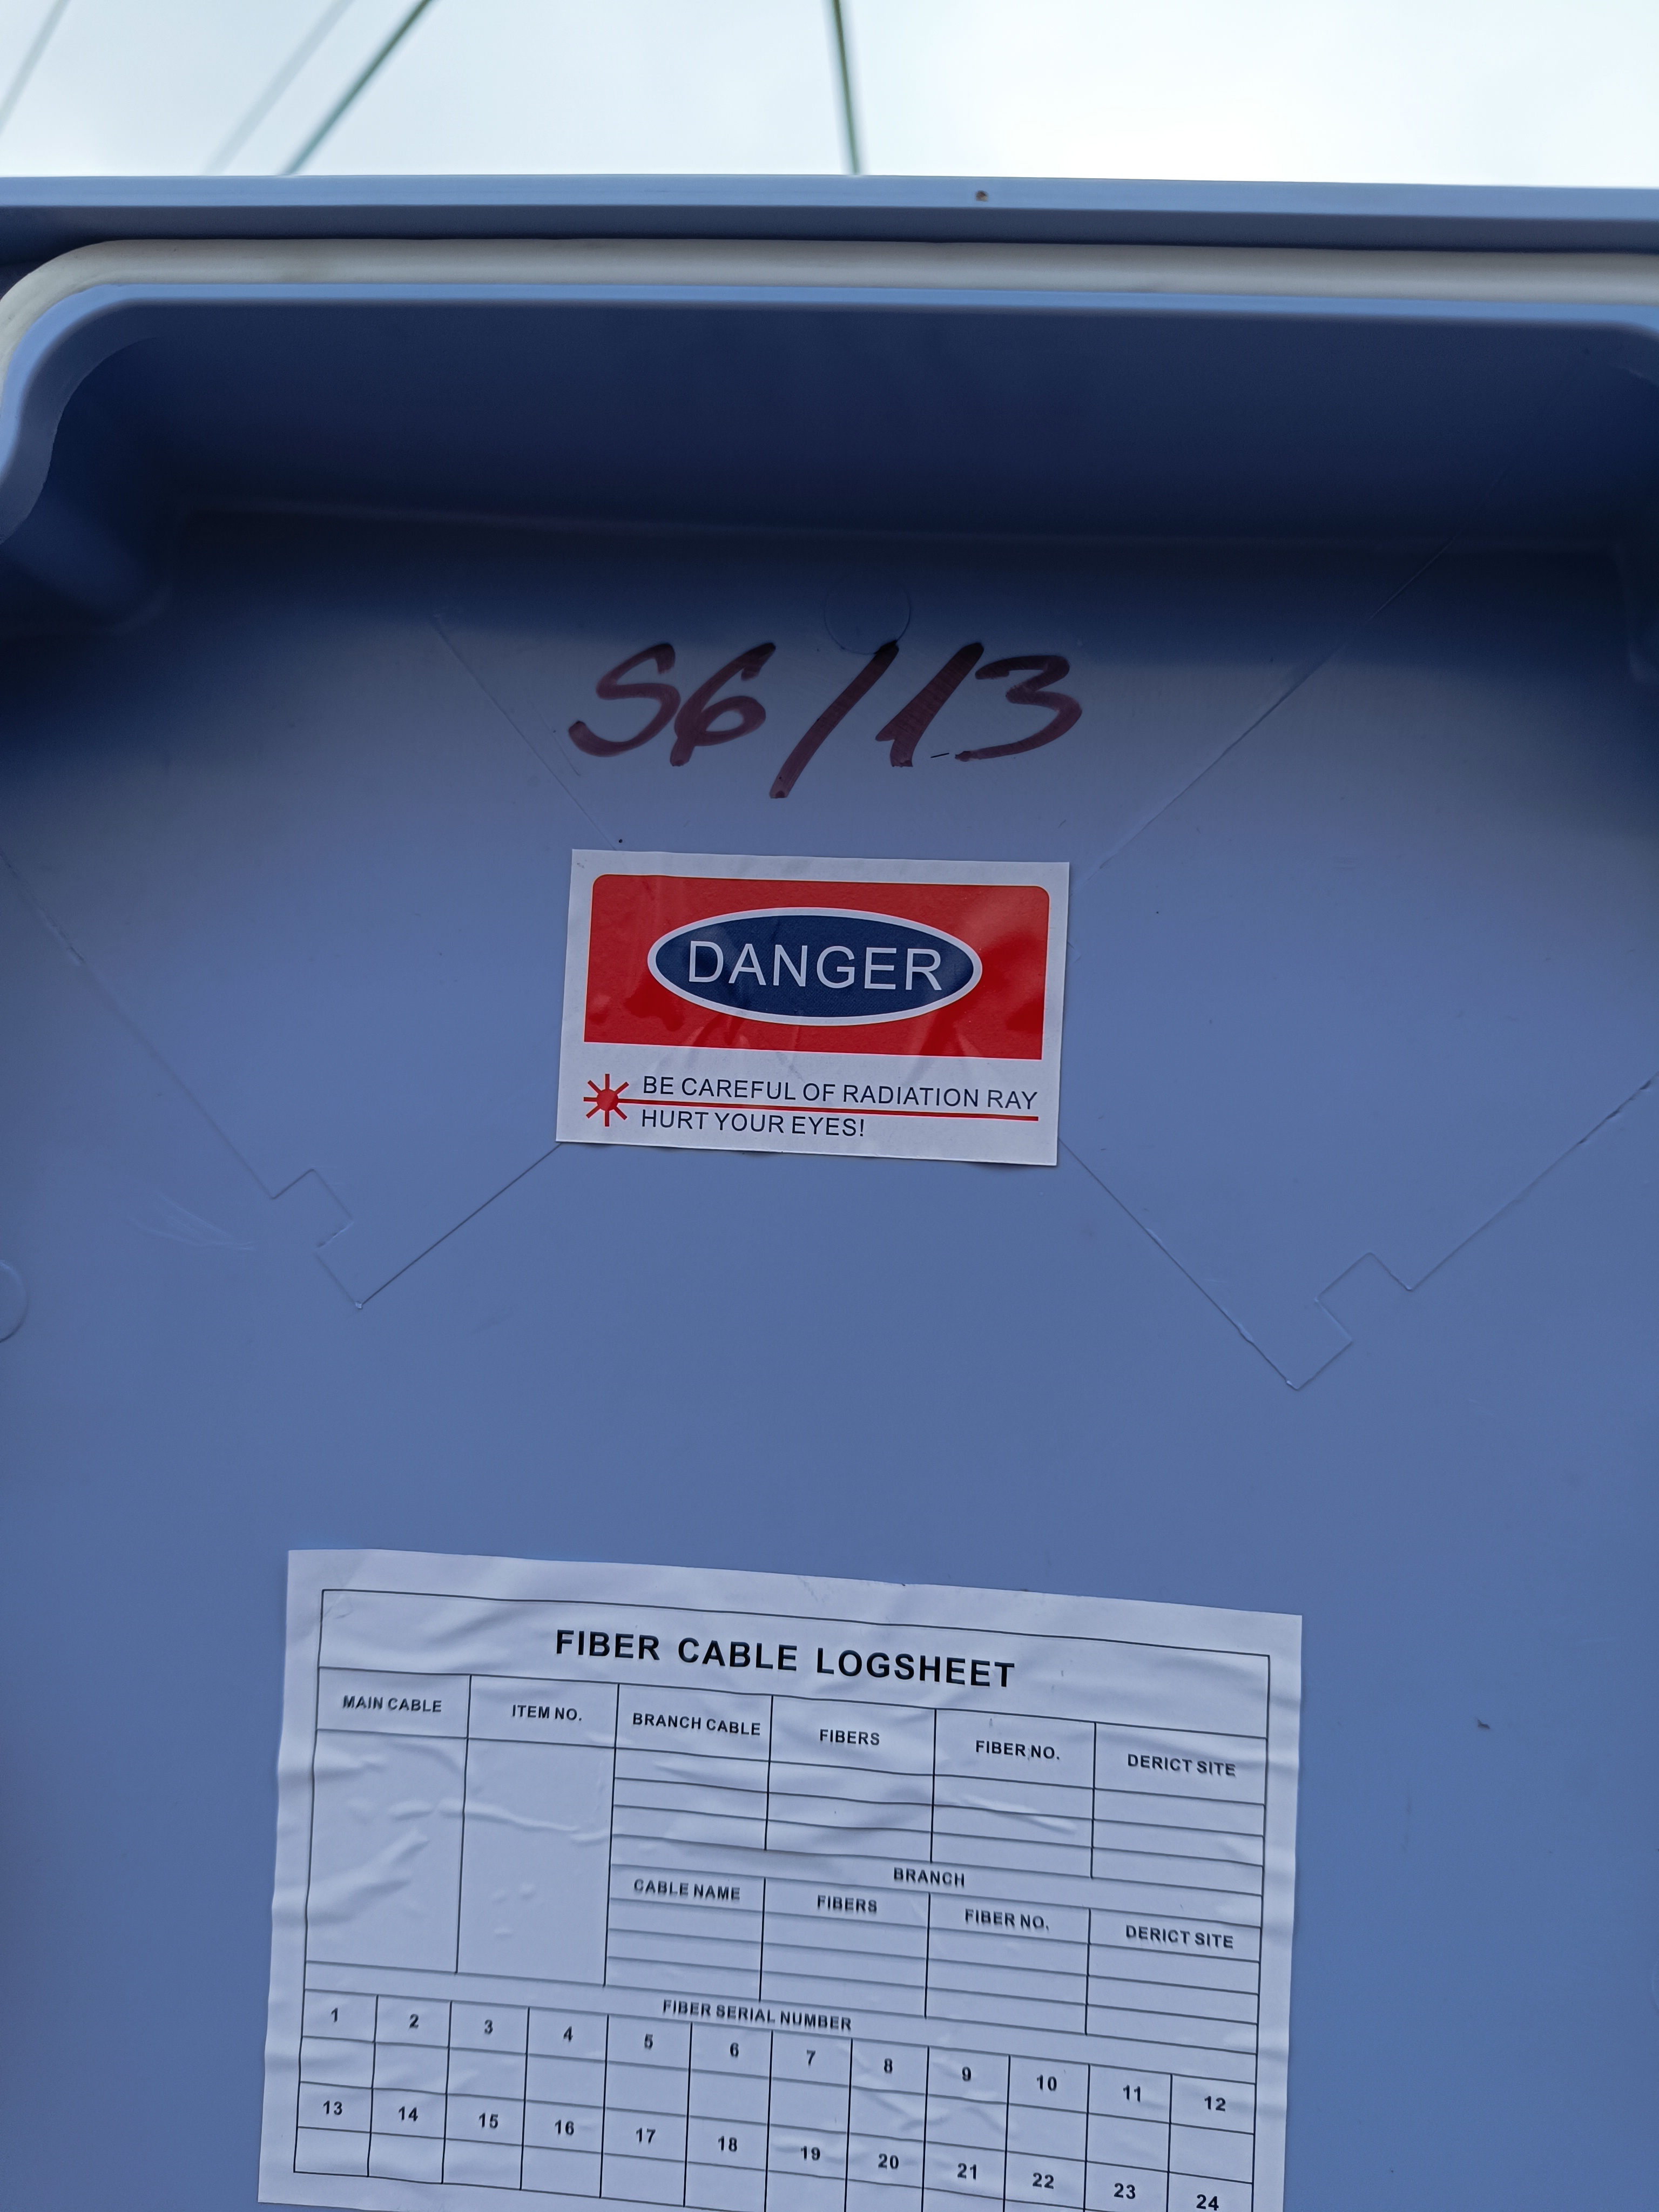 S6/13
DANGER
BE CAREFUL OF RADIATION RAY
HURT YOUR EYES!
FIBER CABLE LOGSHEET
MAIN CABLE ITEM NO. BRANCH CABLE FIBERS FIBER NO. DERICT SITE
BRANCH
CABLE NAME FIBERS FIBER NO. DERICT SITE
FIBER SERIAL NUMBER
1 2 3 4 5 6 7 8 9 10 11 12
13 14 15 16 17 18 19 20 21 22 23 24